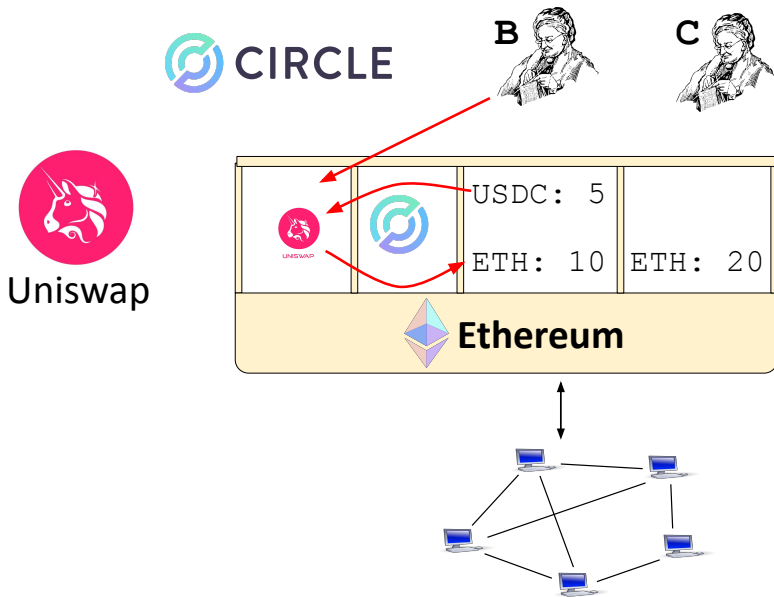 B
C
CIRCLE
Uniswap
UNISWAP
USDC: 5
ETH: 10
ETH: 20
Ethereum